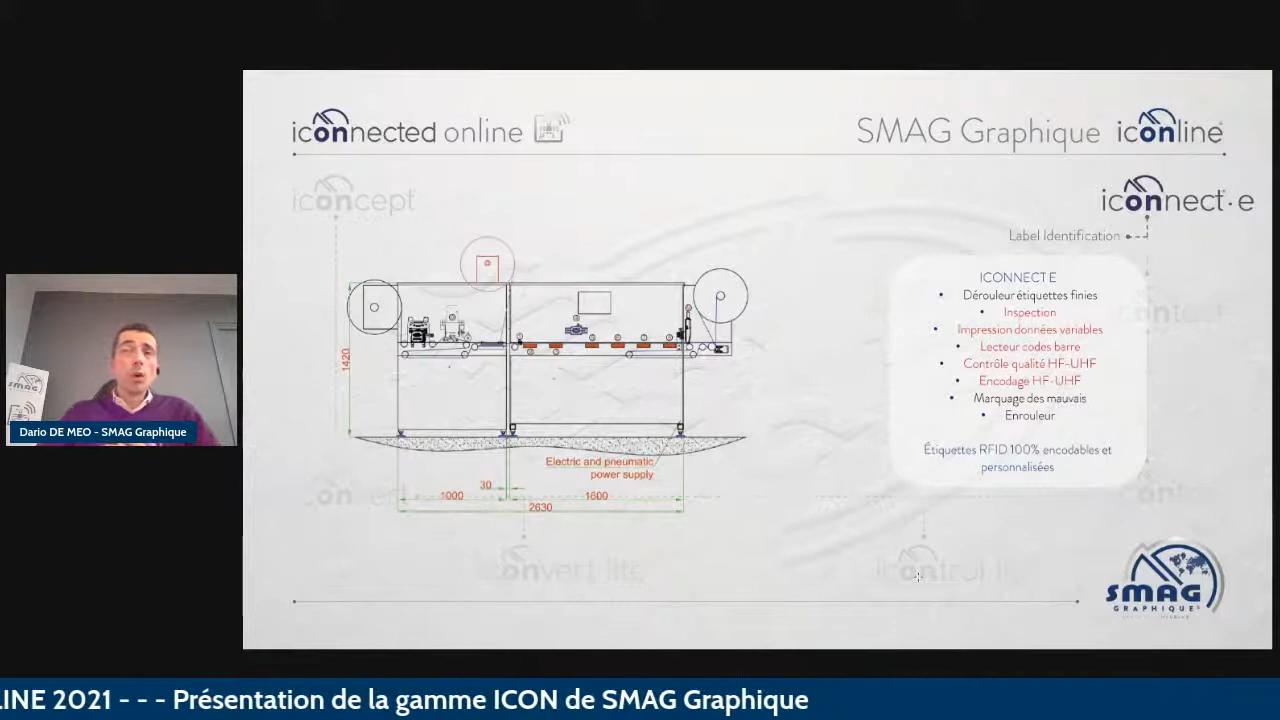 iconnected online
SMAG Graphique iconline
iconcept
iconnect·e
Label Identification
ICONNECT E
Dérouleur étiquettes finies
Inspection
Impression données variables
Lecteur codes barre
Contrôle qualité HF-UHF
Encodage HF-UHF
Marquage des mauvais
Enrouleur
Étiquettes RFID 100% encodables et
personnalisées
1420
Electric and pneumatic
power supply
30
1000
1600
2630
SMAG
Dario DE MEO - SMAG Graphique
iconvert lite
SMAG
GRAPHIQUE
LINE 2021 - - - Présentation de la gamme ICON de SMAG Graphique